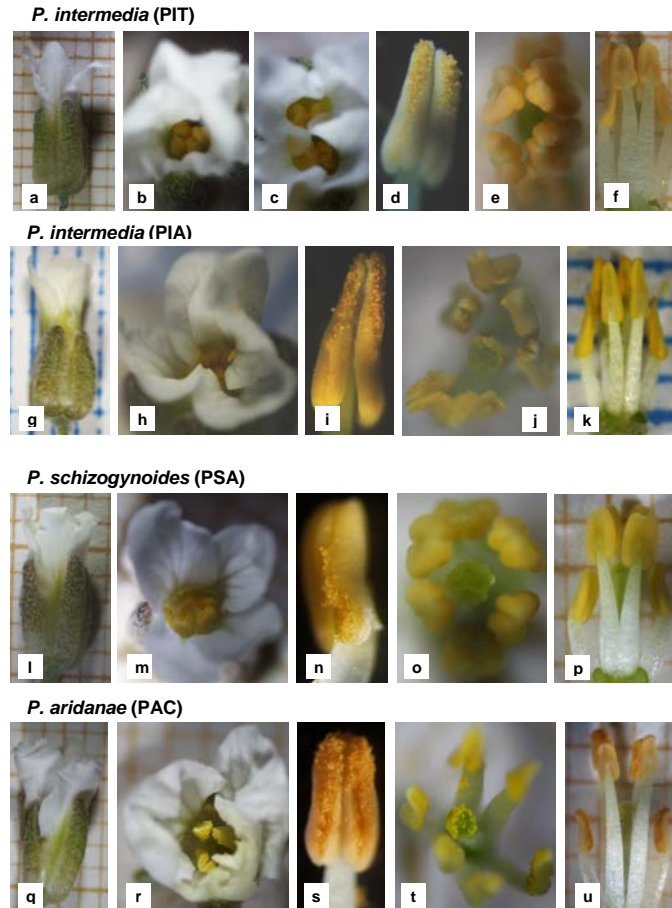 P. intermedia (PIT)
a b c d e f
P. intermedia (PIA)
g h i j k
P. schizogynoides (PSA)
l m n o p
P. aridanae (PAC)
q r s t u